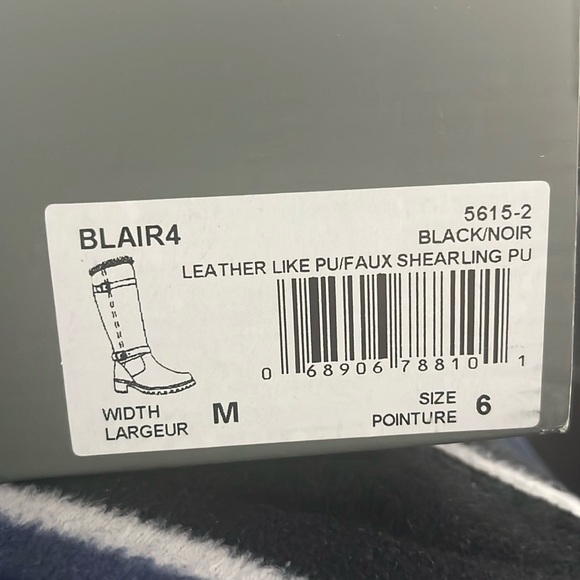 BLAIR4
5615-2
BLACK/NOIR
LEATHER LIKE PU/FAUX SHEARLING PU
0 68906 78810 1
WIDTH
LARGEUR
M
SIZE
POINTURE
6